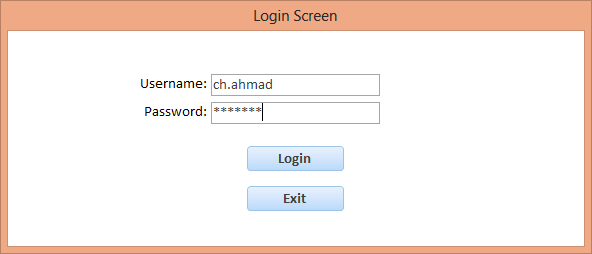 Login Screen
Username: ch.ahmad
Password: *******
Login
Exit